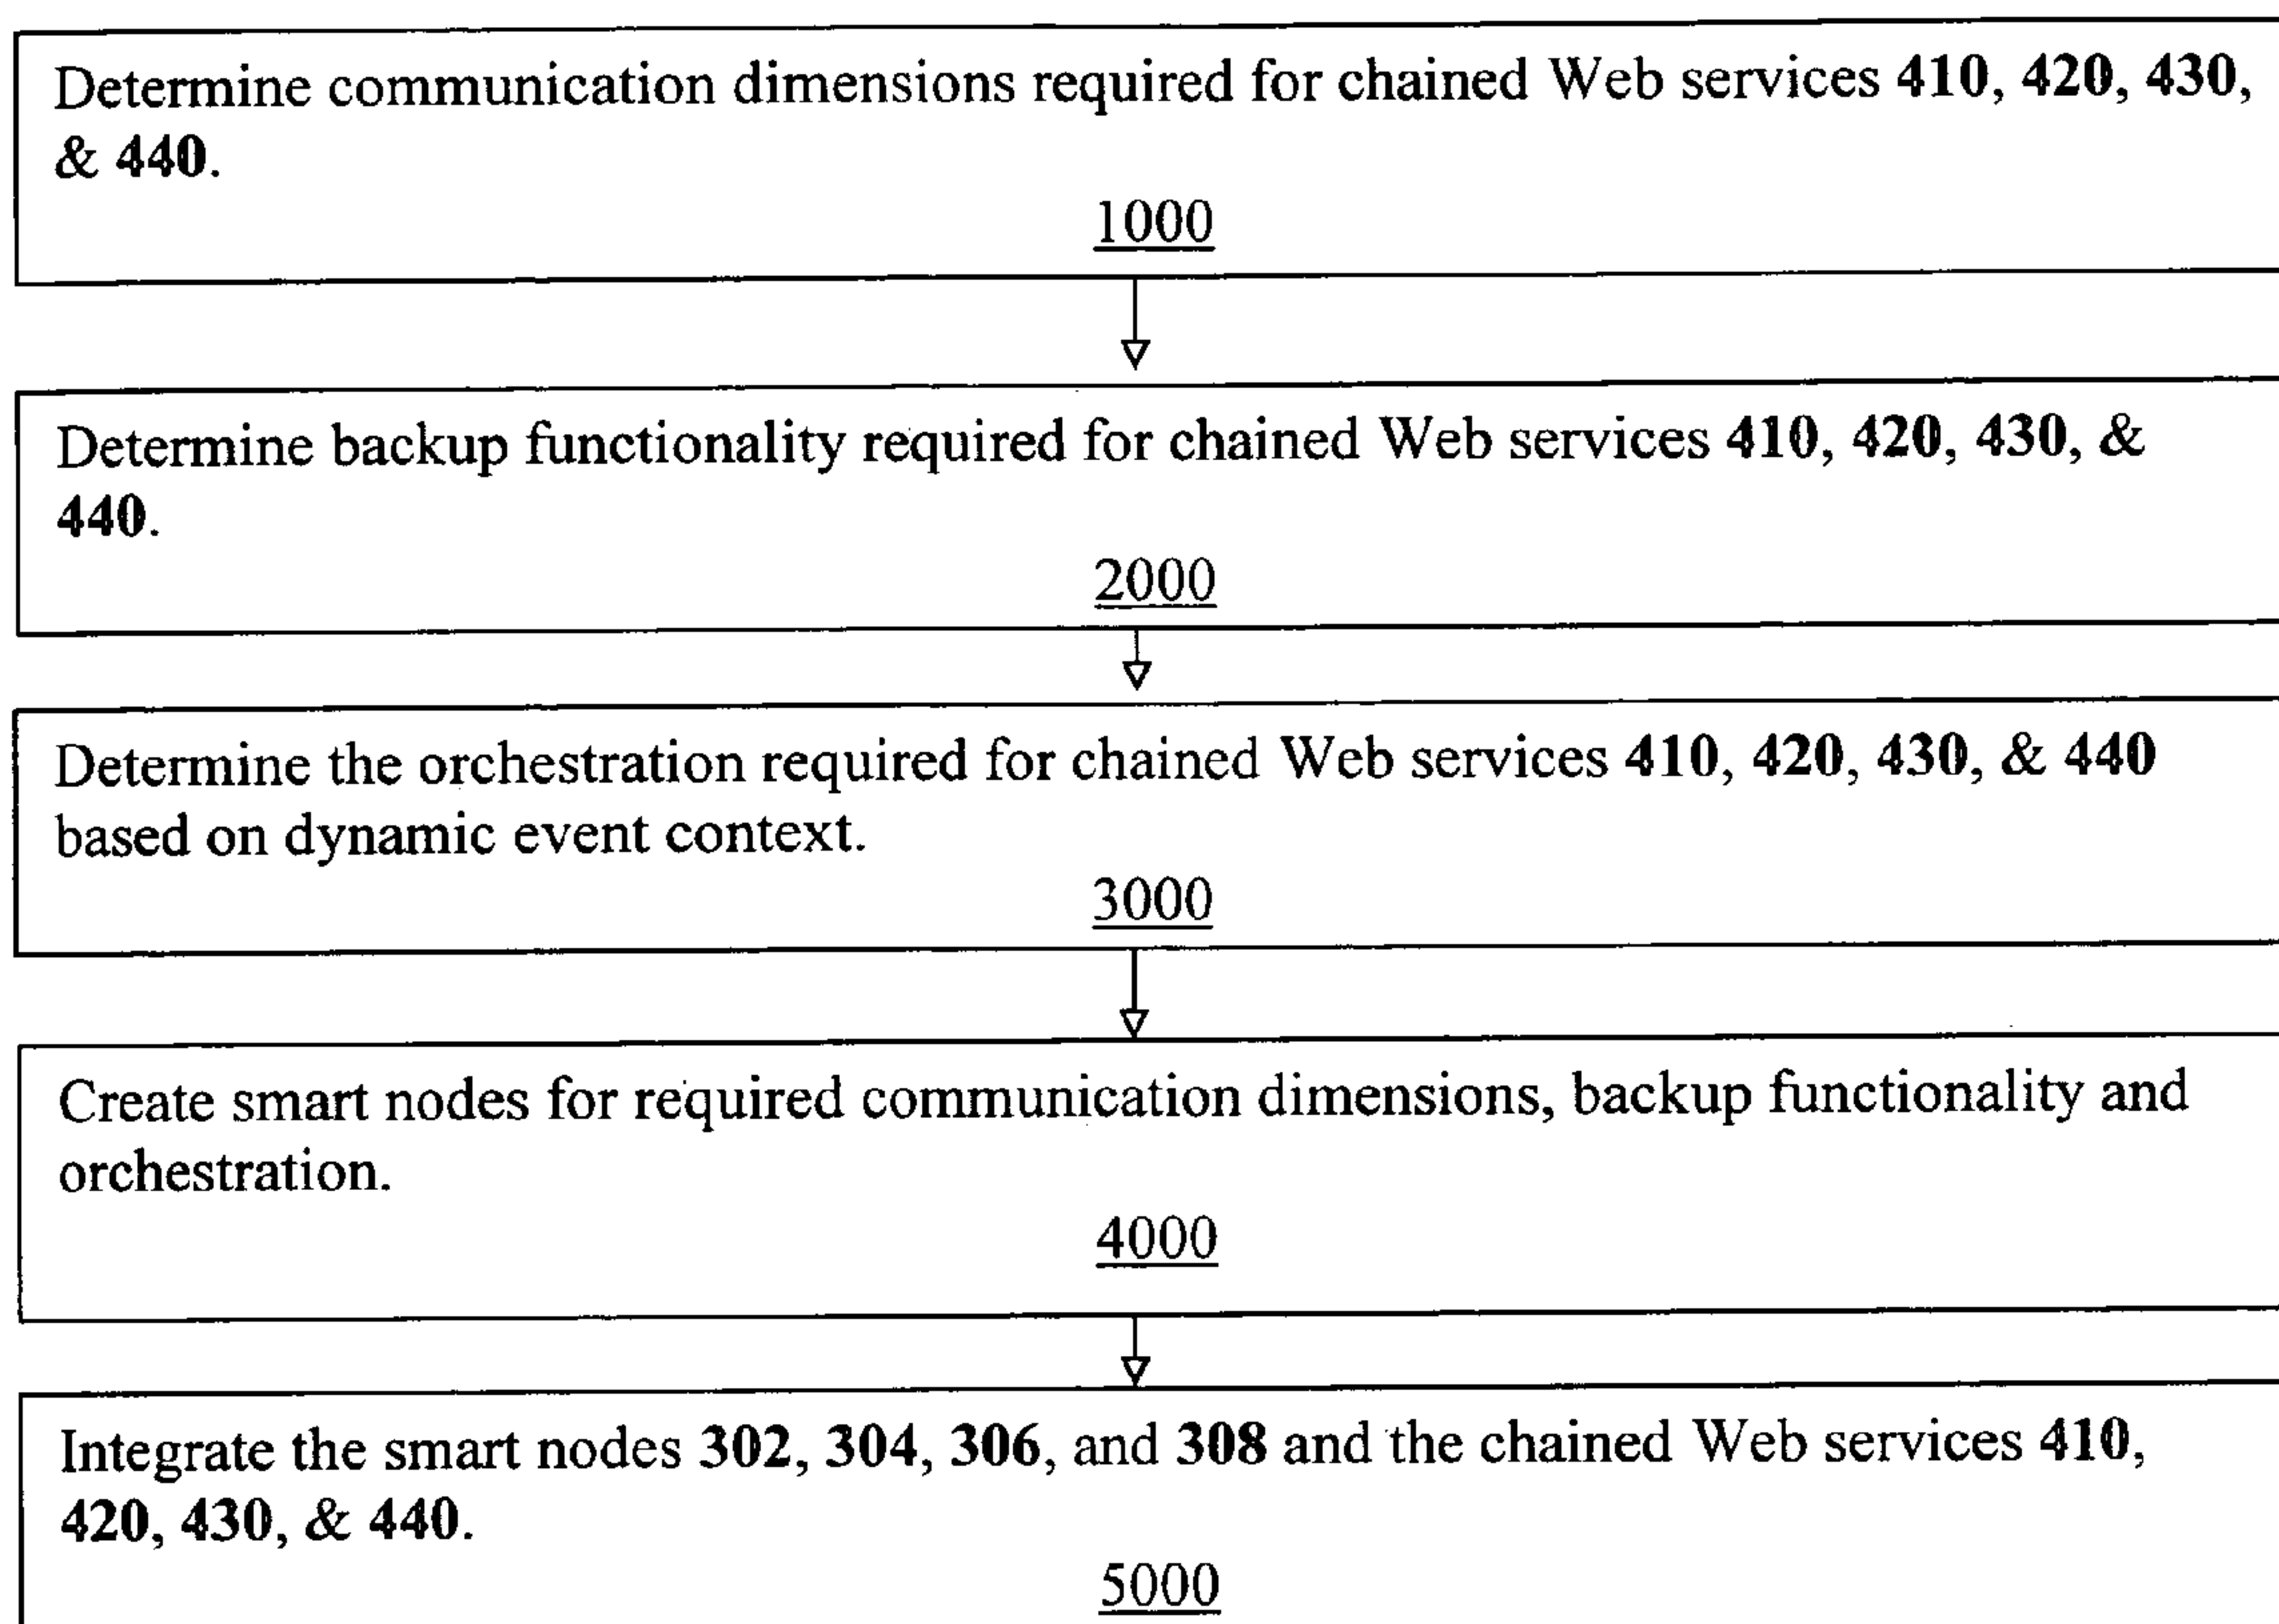 Determine communication dimensions required for chained Web services 410, 420, 430,
& 440.
1000
Determine backup functionality required for chained Web services 410, 420, 430, &
440.
2000
Determine the orchestration required for chained Web services 410, 420, 430, & 440
based on dynamic event context.
3000
Create smart nodes for required communication dimensions, backup functionality and
orchestration.
4000
Integrate the smart nodes 302, 304, 306, and 308 and the chained Web services 410,
420, 430, & 440.
5000